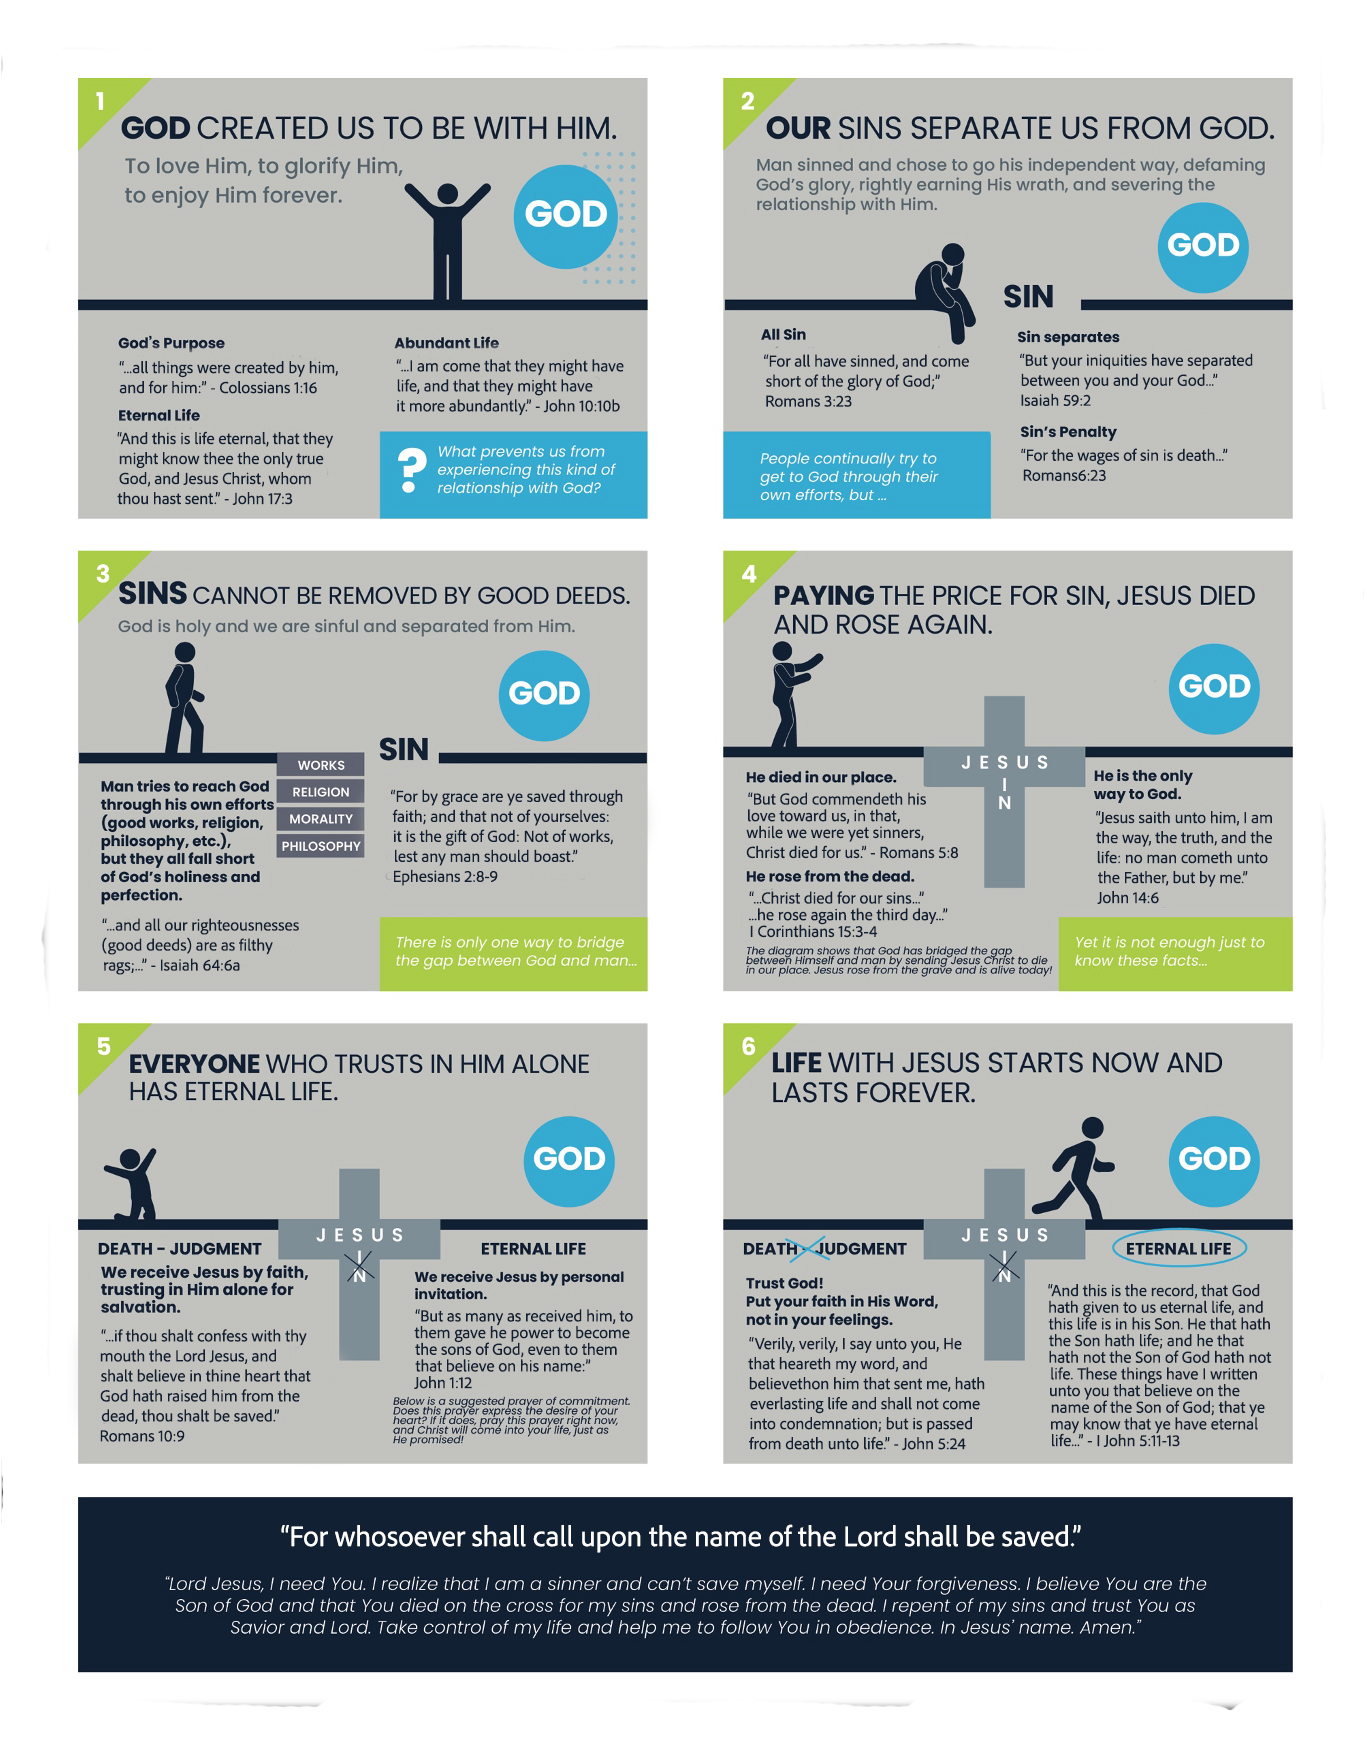 1
GOD CREATED US TO BE WITH HIM.
To love Him, to glorify Him,
to enjoy Him forever.
GOD
God's Purpose
"...all things were created by him,
and for him:" - Colossians 1:16
Eternal Life
"And this is life eternal, that they
might know thee the only true
God, and Jesus Christ, whom
thou hast sent." - John 17:3
Abundant Life
"...I am come that they might have
life, and that they might have
it more abundantly." - John 10:10b
?
What prevents us from
experiencing this kind of
relationship with God?
2
OUR SINS SEPARATE US FROM GOD.
Man sinned and chose to go his independent way, defaming
God's glory, rightly earning His wrath, and severing the
relationship with Him.
GOD
SIN
All Sin
"For all have sinned, and come
short of the glory of God;"
Romans 3:23
People continually try to
get to God through their
own efforts, but ...
Sin separates
"But your iniquities have separated
between you and your God..."
Isaiah 59:2
Sin's Penalty
"For the wages of sin is death..."
Romans6:23
3
SINS CANNOT BE REMOVED BY GOOD DEEDS.
God is holy and we are sinful and separated from Him.
GOD
SIN
WORKS
RELIGION
MORALITY
PHILOSOPHY
Man tries to reach God
through his own efforts
(good works, religion,
philosophy, etc.),
but they all fall short
of God's holiness and
perfection.
"...and all our righteousnesses
(good deeds) are as filthy
rags;..." - Isaiah 64:6a
"For by grace are ye saved through
faith; and that not of yourselves:
it is the gift of God: Not of works,
lest any man should boast."
Ephesians 2:8-9
There is only one way to bridge
the gap between God and man...
4
PAYING THE PRICE FOR SIN, JESUS DIED
AND ROSE AGAIN.
GOD
JESUS
I
N
He died in our place.
"But God commendeth his
love toward us, in that,
while we were yet sinners,
Christ died for us." - Romans 5:8
He rose from the dead.
"...Christ died for our sins..."
...he rose again the third day..."
I Corinthians 15:3-4
The diagram shows that God has bridged the gap
between Himself and man by sending Jesus Christ to die
in our place. Jesus rose from the grave and is alive today!
He is the only
way to God.
"Jesus saith unto him, I am
the way, the truth, and the
life: no man cometh unto
the Father, but by me."
John 14:6
Yet it is not enough just to
know these facts...
5
EVERYONE WHO TRUSTS IN HIM ALONE
HAS ETERNAL LIFE.
GOD
JESUS
I
N
DEATH - JUDGMENT
We receive Jesus by faith,
trusting in Him alone for
salvation.
"...if thou shalt confess with thy
mouth the Lord Jesus, and
shalt believe in thine heart that
God hath raised him from the
dead, thou shalt be saved."
Romans 10:9
ETERNAL LIFE
We receive Jesus by personal
invitation.
"But as many as received him, to
them gave he power to become
the sons of God, even to them
that believe on his name:"
John 1:12
Below is a suggested prayer of commitment.
Does this prayer express the desire of your
heart? If it does, pray this prayer right now,
and Christ will come into your life, just as
He promised!
6
LIFE WITH JESUS STARTS NOW AND
LASTS FOREVER.
GOD
JESUS
I
N
DEATH - JUDGMENT
Trust God!
Put your faith in His Word,
not in your feelings.
"Verily, verily, I say unto you, He
that heareth my word, and
believethon him that sent me, hath
everlasting life and shall not come
into condemnation; but is passed
from death unto life." - John 5:24
ETERNAL LIFE
"And this is the record, that God
hath given to us eternal life, and
this life is in his Son. He that hath
the Son hath life; and he that
hath not the Son of God hath not
life. These things have I written
unto you that believe on the
name of the Son of God; that ye
may know that ye have eternal
life..." - I John 5:11-13
"For whosoever shall call upon the name of the Lord shall be saved."
"Lord Jesus, I need You. I realize that I am a sinner and can't save myself. I need Your forgiveness. I believe You are the
Son of God and that You died on the cross for my sins and rose from the dead. I repent of my sins and trust You as
Savior and Lord. Take control of my life and help me to follow You in obedience. In Jesus' name. Amen."